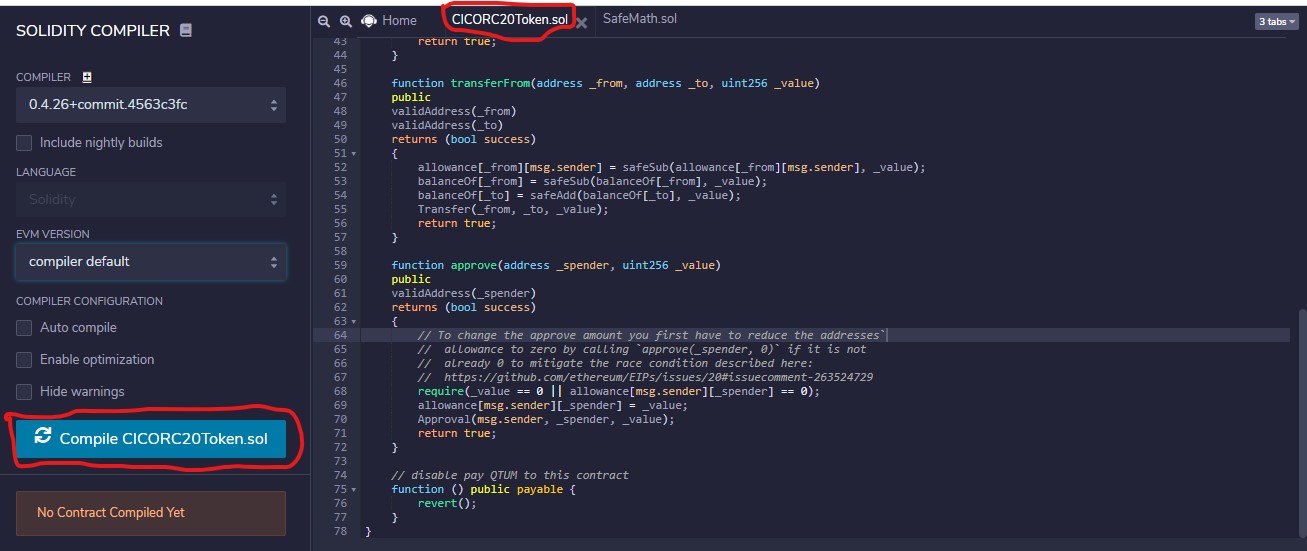 SOLIDITY COMPILER
COMPILER
0.4.26+commit.4563c3fc
Include nightly builds
LANGUAGE
Solidity
EVM VERSION
compiler default
COMPILER CONFIGURATION
Auto compile
Enable optimization
Hide warnings
Compile CICORC20Token.sol
No Contract Compiled Yet
Home
CICORC20Token.sol
SafeMath.sol
3 tabs
43 return true;
44 }
45
46 function transferFrom(address _from, address _to, uint256 _value)
47 public
48 validAddress(_from)
49 validAddress(_to)
50 returns (bool success)
51 {
52 allowance[_from][msg.sender] = safeSub(allowance[_from][msg.sender], _value);
53 balanceOf[_from] = safeSub(balanceOf[_from], _value);
54 balanceOf[_to] = safeAdd(balanceOf[_to], _value);
55 Transfer(_from, _to, _value);
56 return true;
57 }
58
59 function approve(address _spender, uint256 _value)
60 public
61 validAddress(_spender)
62 returns (bool success)
63 {
64 // To change the approve amount you first have to reduce the addresses`
65 //  allowance to zero by calling `approve(_spender, 0)` if it is not
66 //  already 0 to mitigate the race condition described here:
67 //  https://github.com/ethereum/EIPs/issues/20#issuecomment-263524729
68 require(_value == 0 || allowance[msg.sender][_spender] == 0);
69 allowance[msg.sender][_spender] = _value;
70 Approval(msg.sender, _spender, _value);
71 return true;
72 }
73
74 // disable pay QTUM to this contract
75 function () public payable {
76 revert();
77 }
78 }